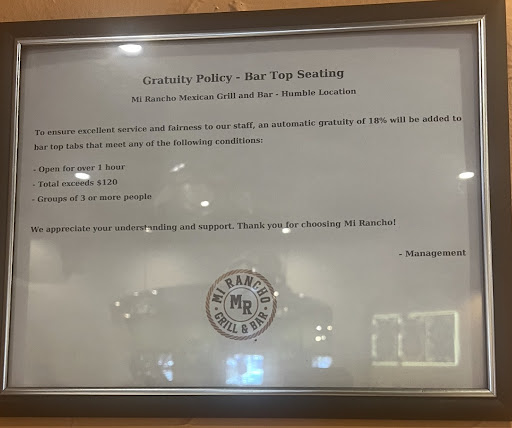 Gratuity Policy - Bar Top Seating
Mi Rancho Mexican Grill and Bar - Humble Location
To ensure excellent service and fairness to our staff, an automatic gratuity of 18% will be added to
bar top tabs that meet any of the following conditions:
- Open for over 1 hour
- Total exceeds $120
- Groups of 3 or more people
We appreciate your understanding and support. Thank you for choosing Mi Rancho!
- Management
MI RANCHO
MR
GRILL & BAR